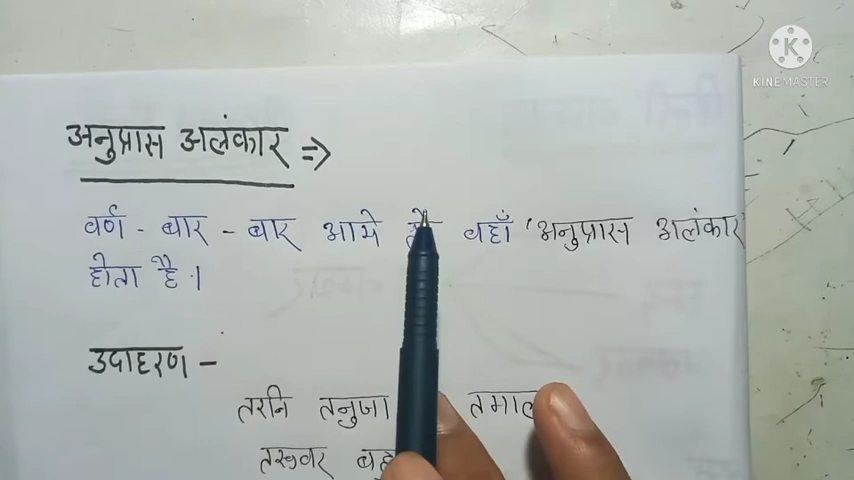 KINEMASTER
अनुप्रास अलंकार ⇒
वर्ण - बार - बार आये तो वहाँ 'अनुप्रास अलंकार'
होता है।
उदाहरण -
तरनि तनुजा तमाल
तरुवर